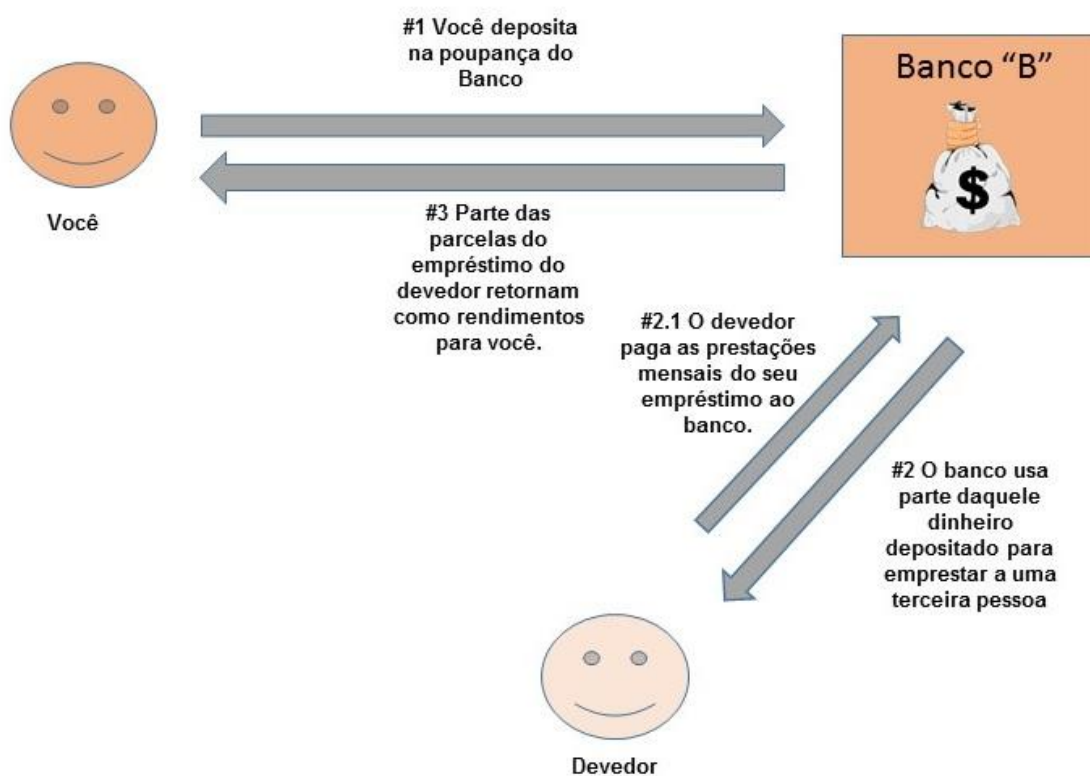 #1 Você deposita
na poupança do
Banco
Banco “B”
$
Você
#3 Parte das
parcelas do
empréstimo do
devedor retornam
como rendimentos
para você.
#2.1 O devedor
paga as prestações
mensais do seu
empréstimo ao
banco.
#2 O banco usa
parte daquele
dinheiro
depositado para
emprestar a uma
terceira pessoa
Devedor